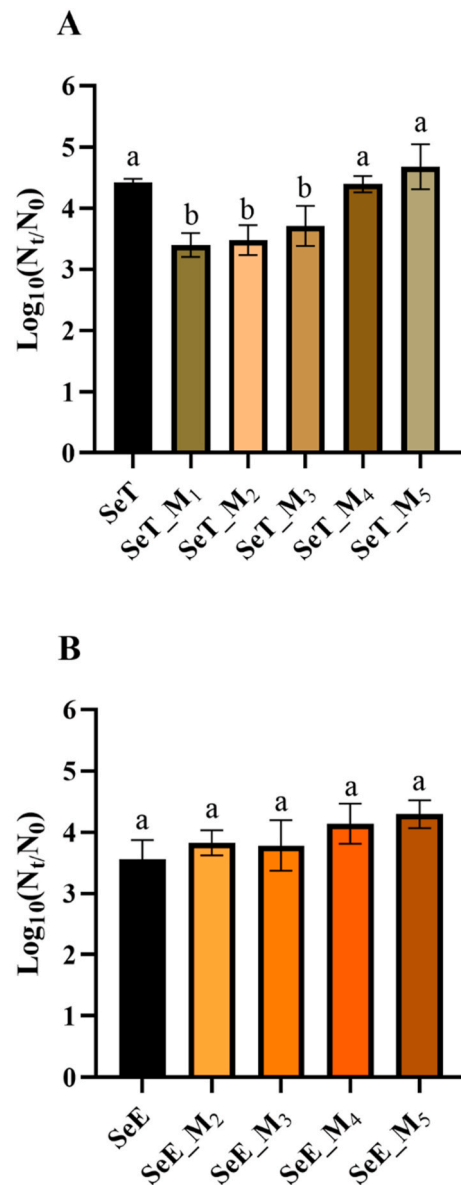 A
Log₁₀(Nₜ/N₀)
6
5
4
3
2
1
0
a
b
b
b
a
a
SeT
SeT_M₁
SeT_M₂
SeT_M₃
SeT_M₄
SeT_M₅
B
Log₁₀(Nₜ/N₀)
6
5
4
3
2
1
0
a
a
a
a
a
SeE
SeE_M₂
SeE_M₃
SeE_M₄
SeE_M₅